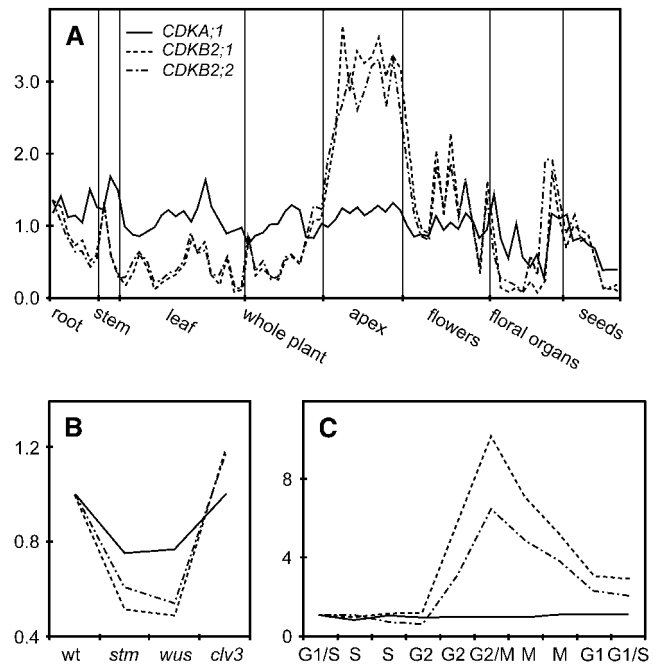 A
CDKA;1
CDKB2;1
CDKB2;2
3.0
2.0
1.0
0.0
root
stem
leaf
whole plant
apex
flowers
floral organs
seeds
B
1.2
0.8
0.4
wt stm wus clv3
C
8
4
0
G1/S S S G2 G2 G2/M M M G1 G1/S